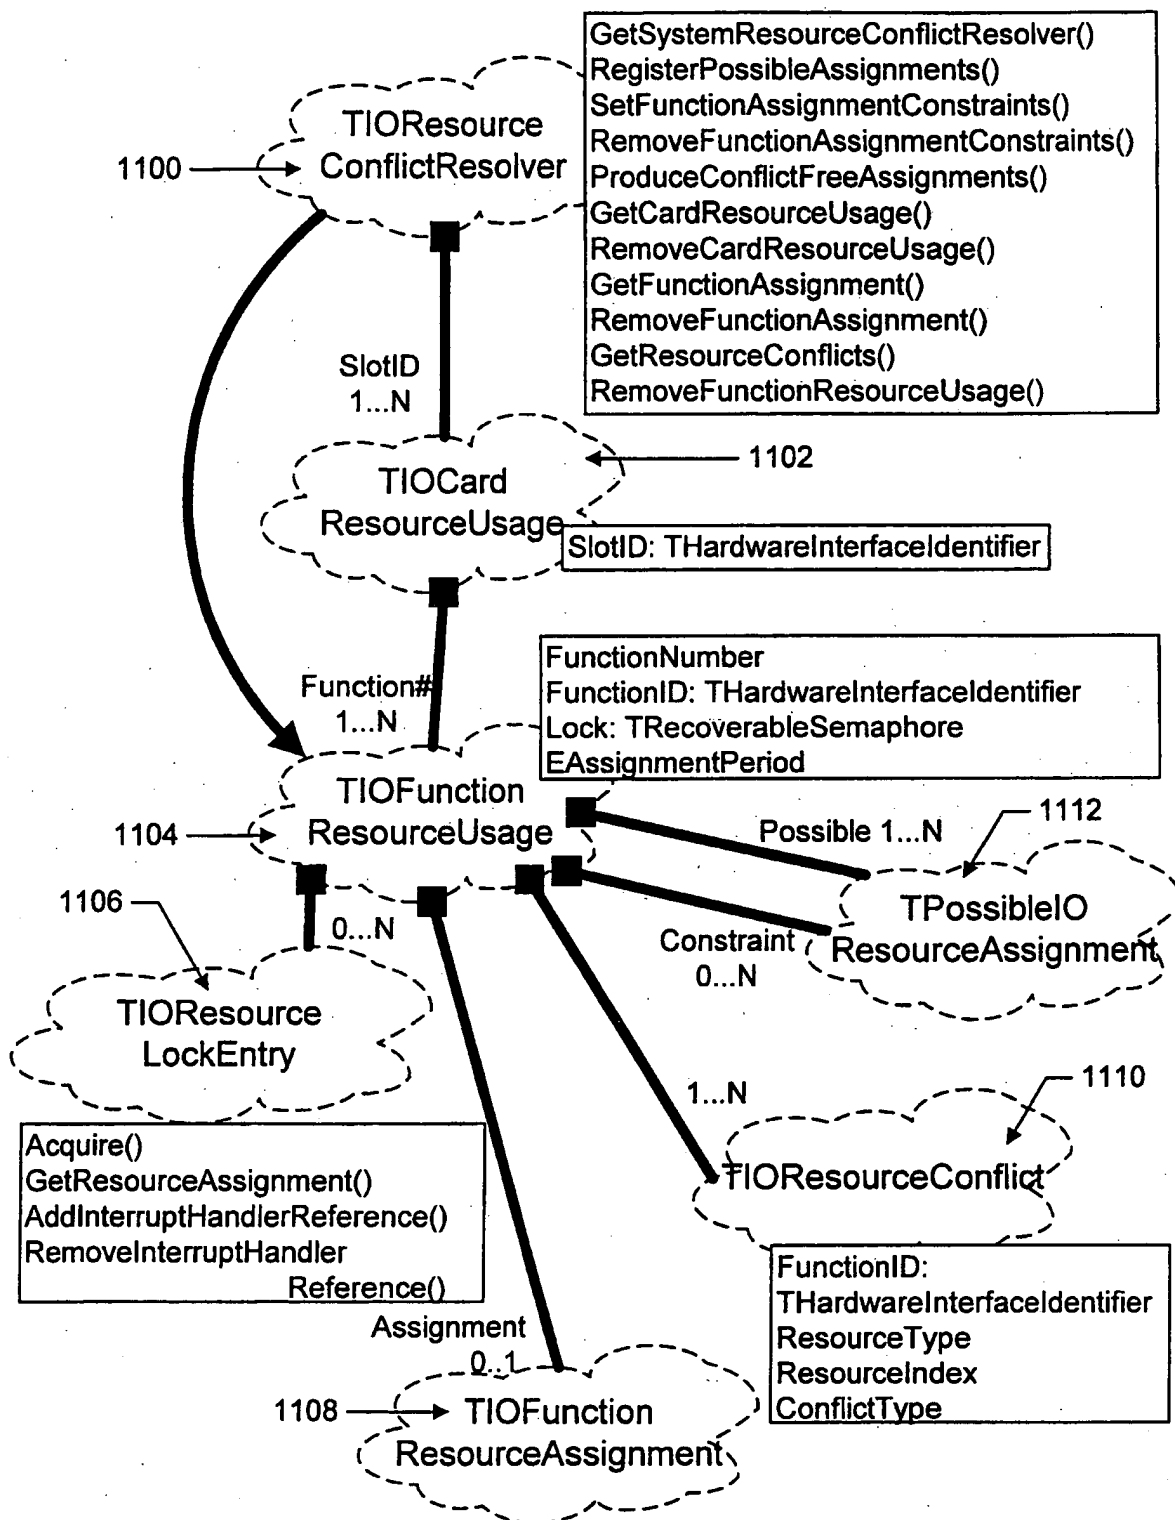 GetSystemResourceConflictResolver()
RegisterPossibleAssignments()
SetFunctionAssignmentConstraints()
RemoveFunctionAssignmentConstraints()
ProduceConflictFreeAssignments()
GetCardResourceUsage()
RemoveCardResourceUsage()
GetFunctionAssignment()
RemoveFunctionAssignment()
GetResourceConflicts()
RemoveFunctionResourceUsage()
TIOResource
ConflictResolver
1100
SlotID
1...N
TIOCard
ResourceUsage
1102
SlotID: THardwareInterfaceIdentifier
Function#
1...N
FunctionNumber
FunctionID: THardwareInterfaceIdentifier
Lock: TRecoverableSemaphore
EAssignmentPeriod
TIOFunction
ResourceUsage
1104
Possible 1...N
1112
TPossibleIO
ResourceAssignment
Constraint
0...N
1106
0...N
TIOResource
LockEntry
Acquire()
GetResourceAssignment()
AddInterruptHandlerReference()
RemoveInterruptHandler
Reference()
1...N
1110
TIOResourceConflict
FunctionID:
THardwareInterfaceIdentifier
ResourceType
ResourceIndex
ConflictType
Assignment
0..1
1108
TIOFunction
ResourceAssignment